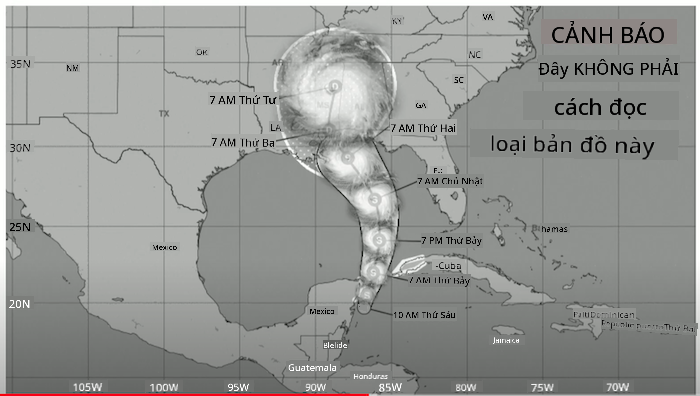 CẢNH BÁO
Đây KHÔNG PHẢI
cách đọc
loại bản đồ này
KY
VA
35N
NM
OK
NC
SC
7 AM Thứ Tư
TX
LA
GA
7 AM Thứ Hai
7 AM Thứ Ba
30N
7 AM Chủ Nhật
25N
Mexico
7 PM Thứ Bảy
Bahamas
-Cuba
7 AM Thứ Bảy
20N
Mexico
10 AM Thứ Sáu
Jamaica
Guatemala
Honduras
105W 100W 95W 90W 85W 80W 75W 70W